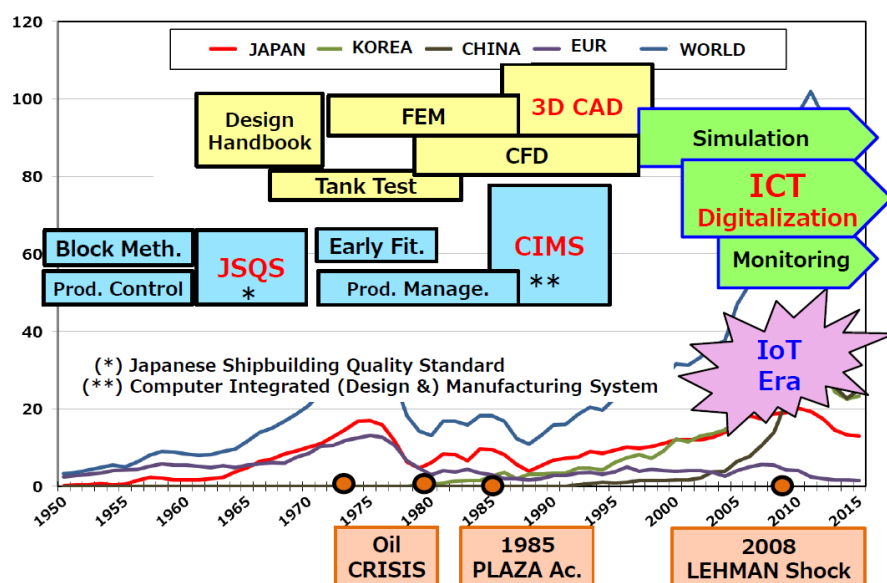 120
JAPAN KOREA CHINA EUR WORLD
100
Design
Handbook
FEM
3D CAD
CFD
Simulation
80
Tank Test
ICT
Digitalization
60
Block Meth.
JSQS
*
Early Fit.
CIMS
**
Monitoring
Prod. Control
Prod. Manage.
40
(*) Japanese Shipbuilding Quality Standard
(**) Computer Integrated (Design &) Manufacturing System
IoT
Era
20
0
1950 1955 1960 1965 1970 1975 1980 1985 1990 1995 2000 2005 2010 2015
Oil
CRISIS
1985
PLAZA Ac.
2008
LEHMAN Shock